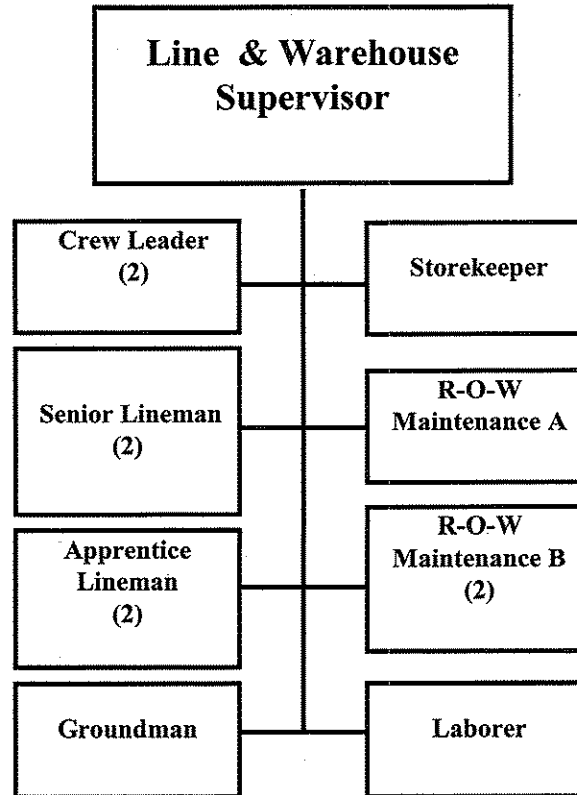 Line & Warehouse
Supervisor
Crew Leader
(2)
Storekeeper
Senior Lineman
(2)
R-O-W
Maintenance A
Apprentice
Lineman
(2)
R-O-W
Maintenance B
(2)
Groundman
Laborer